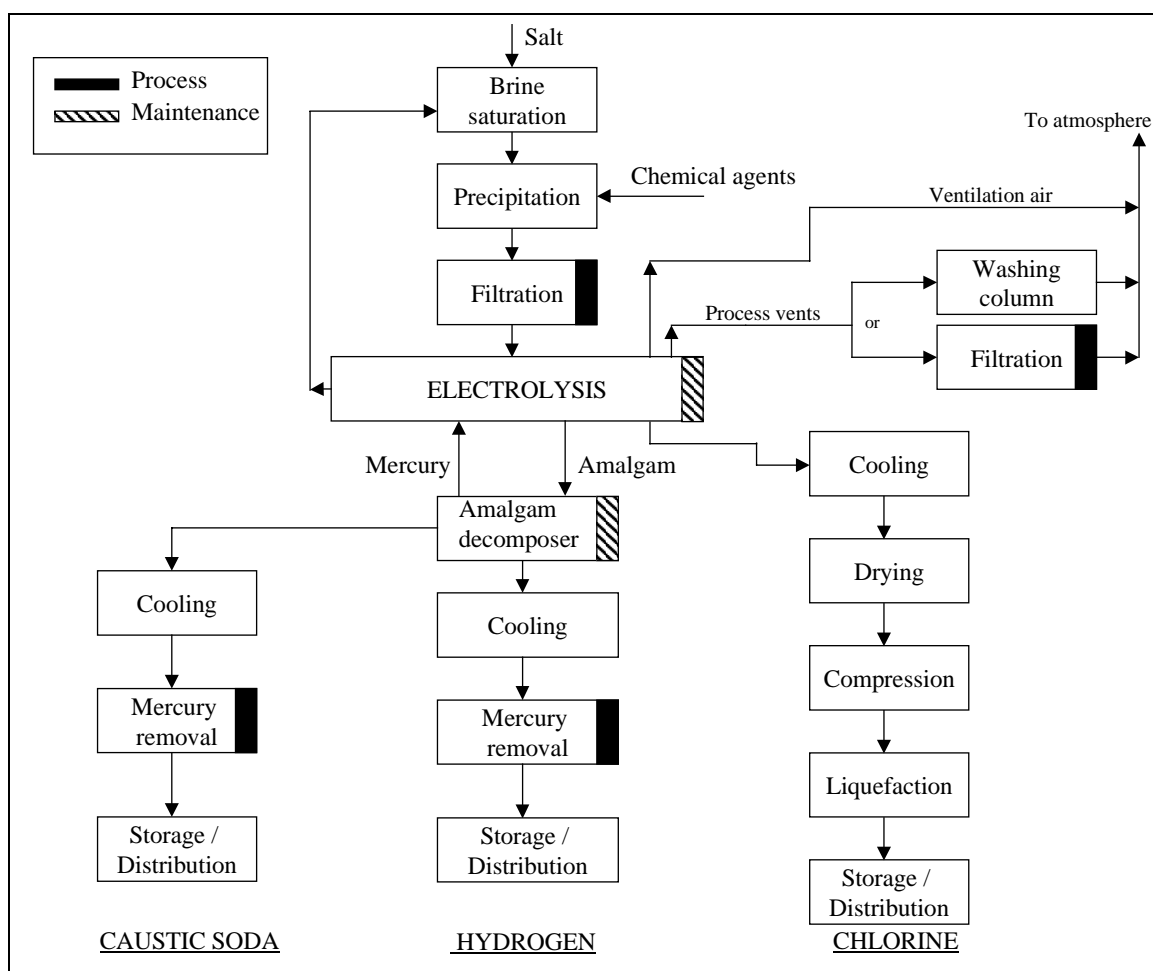 Salt
Process
Maintenance
Brine
saturation
To atmosphere
Chemical agents
Precipitation
Ventilation air
Filtration
Washing
column
Process vents
or
Filtration
ELECTROLYSIS
Mercury
Amalgam
Cooling
Amalgam
decomposer
Drying
Cooling
Cooling
Compression
Mercury
removal
Mercury
removal
Liquefaction
Storage /
Distribution
Storage /
Distribution
Storage /
Distribution
CAUSTIC SODA
HYDROGEN
CHLORINE